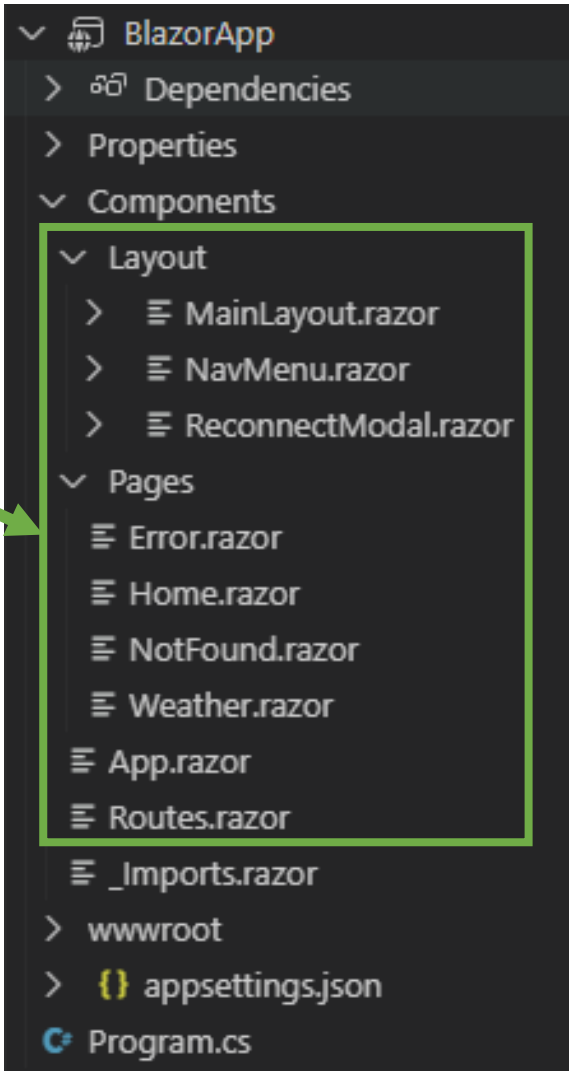 BlazorApp
Dependencies
Properties
Components
Layout
MainLayout.razor
NavMenu.razor
ReconnectModal.razor
Pages
Error.razor
Home.razor
NotFound.razor
Weather.razor
App.razor
Routes.razor
_Imports.razor
wwwroot
{} appsettings.json
C# Program.cs